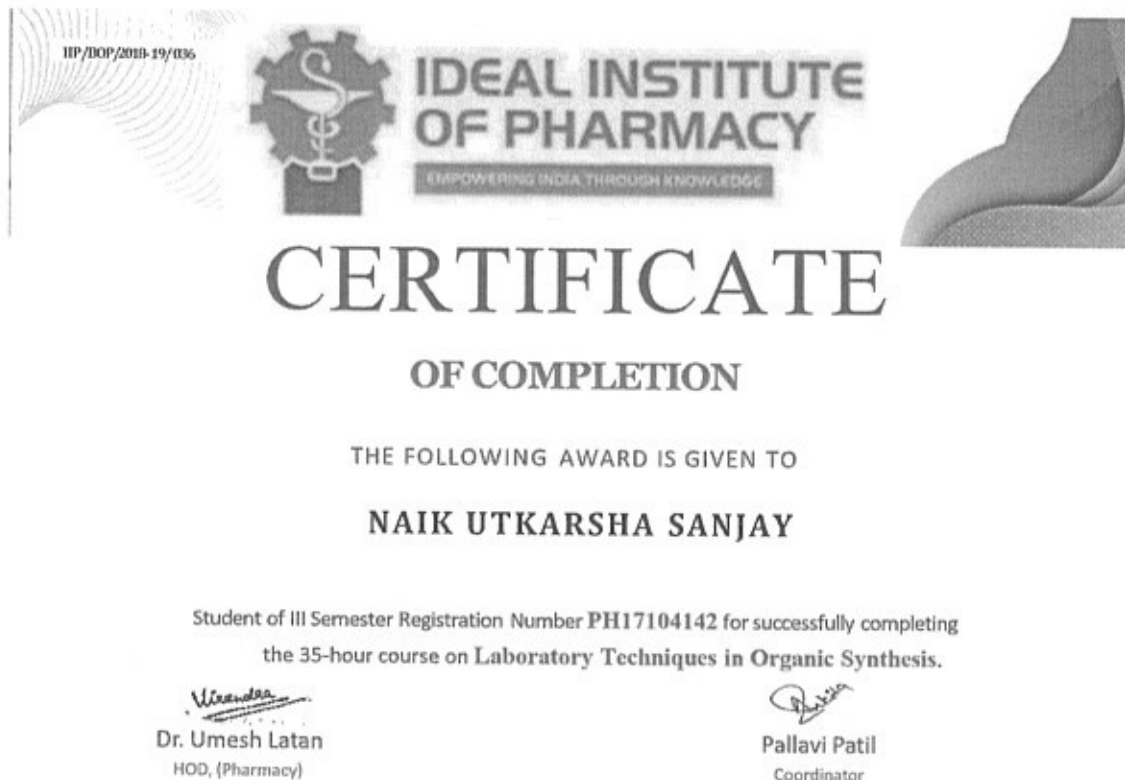 IIP/BOP/2018-19/036
IDEAL INSTITUTE
OF PHARMACY
EMPOWERING INDIA THROUGH KNOWLEDGE
CERTIFICATE
OF COMPLETION
THE FOLLOWING AWARD IS GIVEN TO
NAIK UTKARSHA SANJAY
Student of III Semester Registration Number PH17104142 for successfully completing
the 35-hour course on Laboratory Techniques in Organic Synthesis.
Virendra
Dr. Umesh Latan
Pallavi Patil
HOD, (Pharmacy)
Coordinator